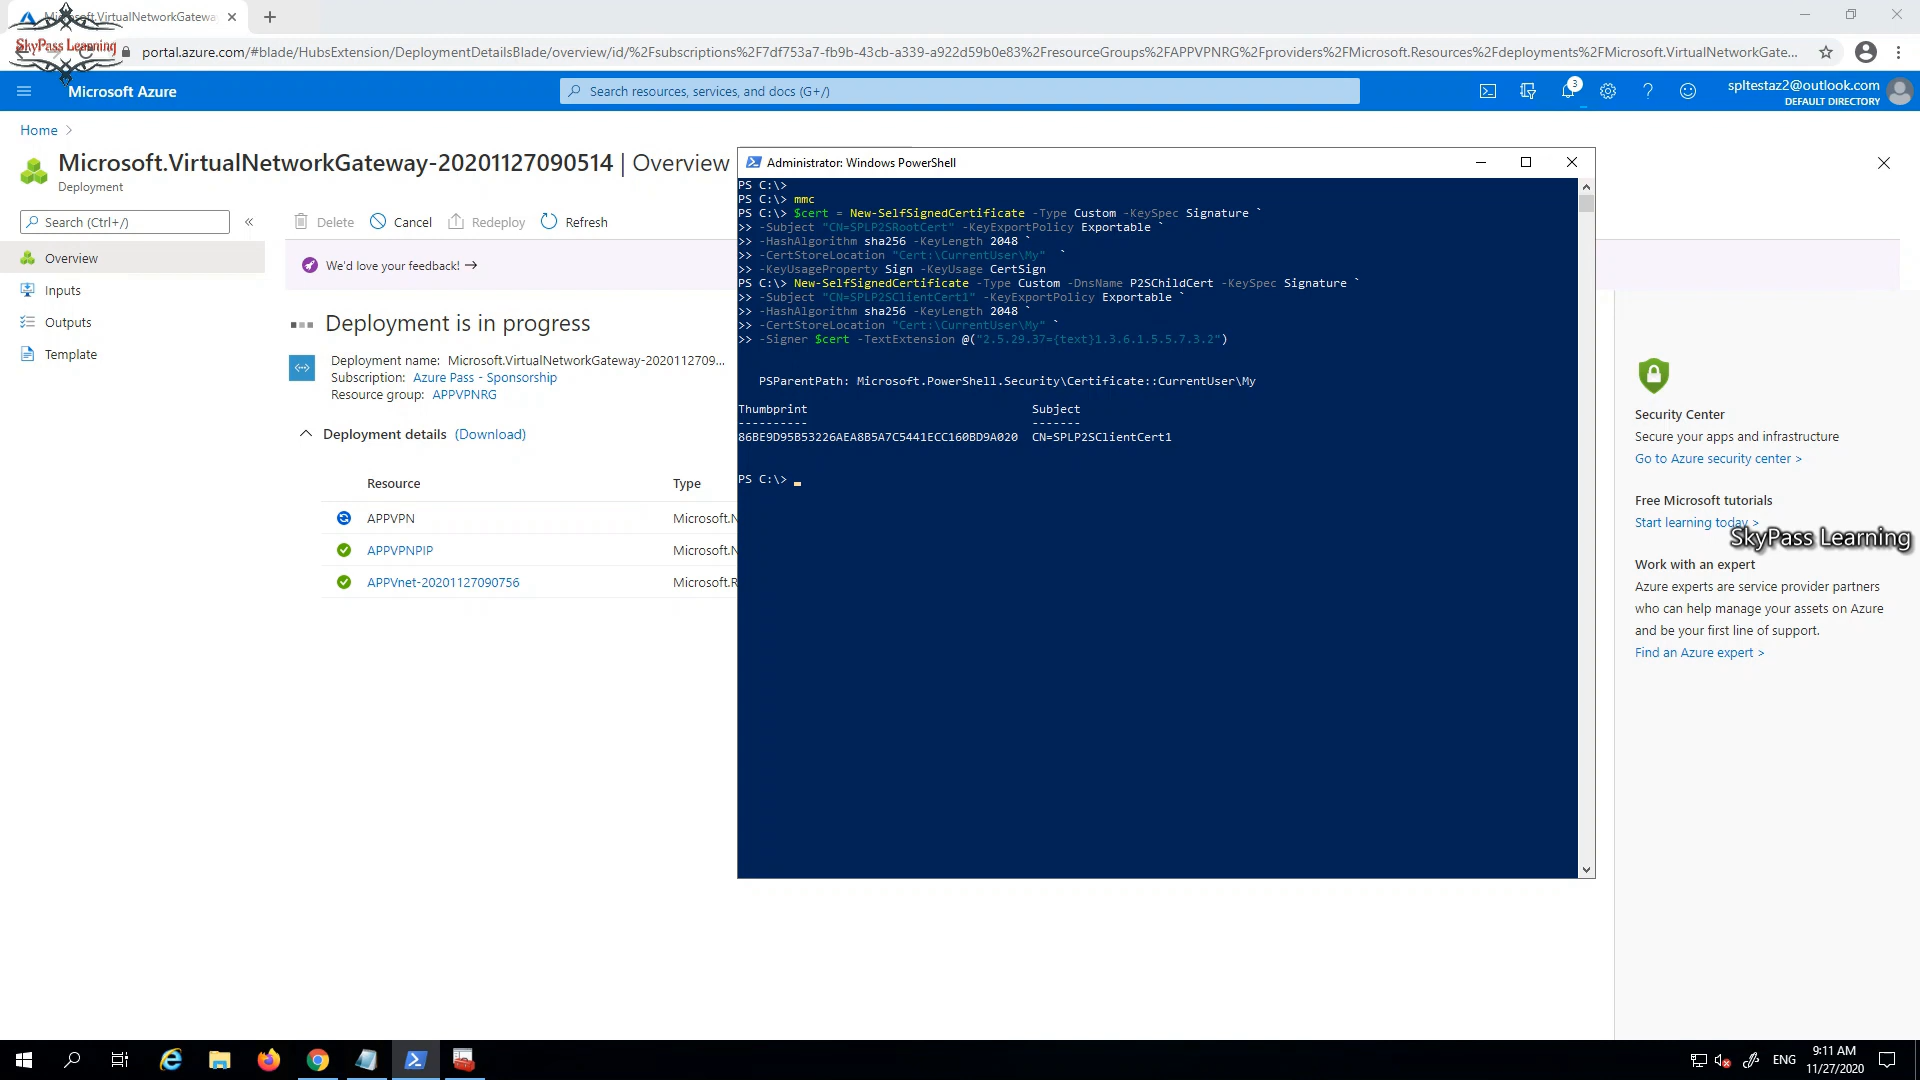 Microsoft.VirtualNetworkGatewa
SkyPass Learning
portal.azure.com/#blade/HubsExtension/DeploymentDetailsBlade/overview/id/%2Fsubscriptions%2F7df753a7-fb9b-43cb-a339-a922d59b0e83%2FresourceGroups%2FAPPVPNRG%2Fproviders%2FMicrosoft.Resources%2Fdeployments%2FMicrosoft.VirtualNetworkGate...
Microsoft Azure
Search resources, services, and docs (G+/)
3
spltestaz2@outlook.com
DEFAULT DIRECTORY
Home
Microsoft.VirtualNetworkGateway-20201127090514 | Overview
Deployment
Search (Ctrl+/)
«
Delete
Cancel
Redeploy
Refresh
Overview
Inputs
Outputs
Template
We'd love your feedback! →
Deployment is in progress
Deployment name: Microsoft.VirtualNetworkGateway-2020112709...
Subscription: Azure Pass - Sponsorship
Resource group: APPVPNRG
Deployment details (Download)
Resource Type
APPVPN Microsoft.N
APPVPNPIP Microsoft.N
APPVnet-20201127090756 Microsoft.R
Administrator: Windows PowerShell
PS C:\>
PS C:\> mmc
PS C:\> $cert = New-SelfSignedCertificate -Type Custom -KeySpec Signature `
>> -Subject "CN=SPLP2SRootCert" -KeyExportPolicy Exportable `
>> -HashAlgorithm sha256 -KeyLength 2048 `
>> -CertStoreLocation "Cert:\CurrentUser\My" `
>> -KeyUsageProperty Sign -KeyUsage CertSign
PS C:\> New-SelfSignedCertificate -Type Custom -DnsName P2SChildCert -KeySpec Signature `
>> -Subject "CN=SPLP2SClientCert1" -KeyExportPolicy Exportable `
>> -HashAlgorithm sha256 -KeyLength 2048 `
>> -CertStoreLocation "Cert:\CurrentUser\My" `
>> -Signer $cert -TextExtension @("2.5.29.37={text}1.3.6.1.5.5.7.3.2")
PSParentPath: Microsoft.PowerShell.Security\Certificate::CurrentUser\My
Thumbprint Subject
---------- -------
86BE9D95B53226AEA8B5A7C5441ECC160BD9A020 CN=SPLP2SClientCert1
PS C:\>
Security Center
Secure your apps and infrastructure
Go to Azure security center >
Free Microsoft tutorials
Start learning today >
SkyPass Learning
Work with an expert
Azure experts are service provider partners
who can help manage your assets on Azure
and be your first line of support.
Find an Azure expert >
ENG
9:11 AM
11/27/2020